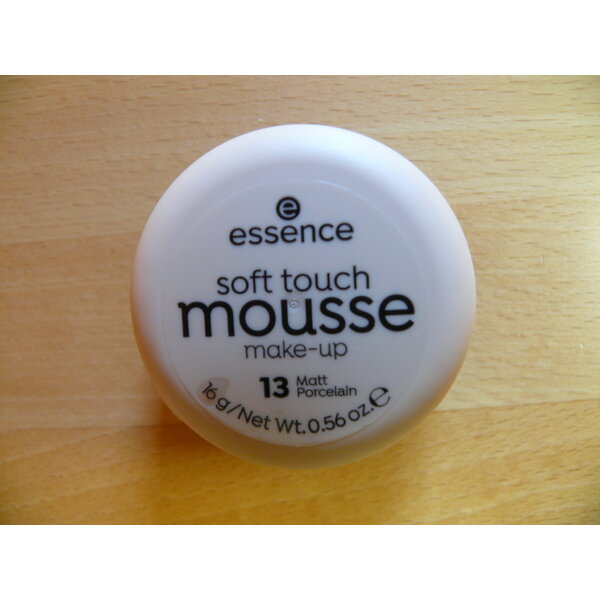 e
essence
soft touch
mousse
make-up
13 Matt
Porcelain
16 g/Net Wt. 0.56 oz. ℮